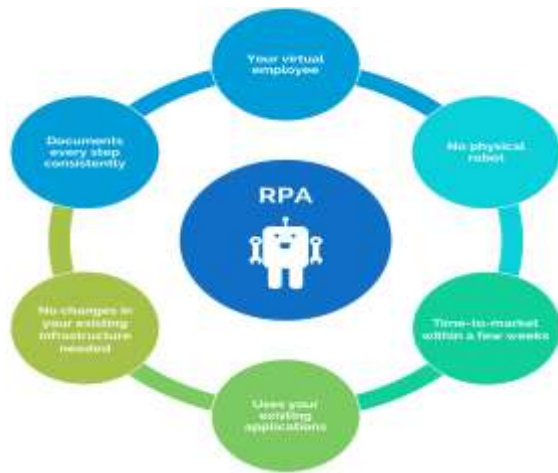 Your virtual
employee
No physical
robot
Time-to-market
within a few weeks
Uses your
existing
applications
No changes in
your existing
infrastructure
needed
Documents
every step
consistently
RPA